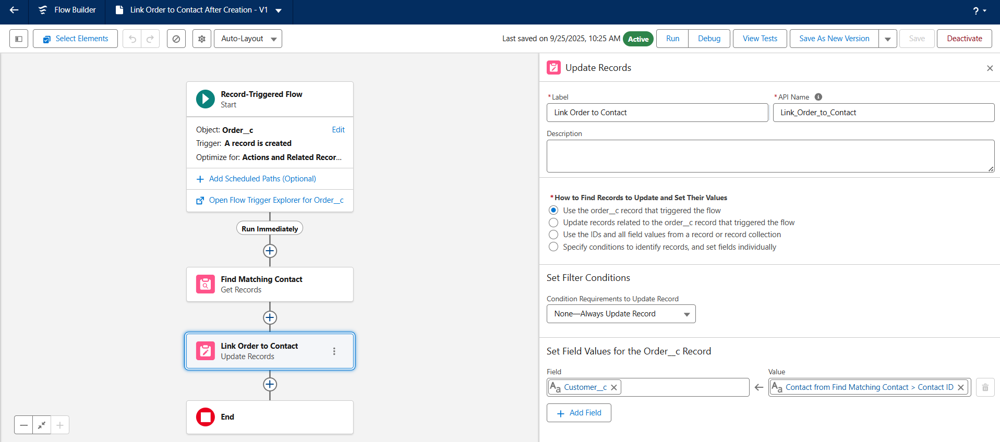 Flow Builder
Link Order to Contact After Creation - V1
?
Select Elements
Auto-Layout
Last saved on 9/25/2025, 10:25 AM
Active
Run
Debug
View Tests
Save As New Version
Save
Deactivate
Record-Triggered Flow
Start
Object: Order__c
Edit
Trigger: A record is created
Optimize for: Actions and Related Recor...
Add Scheduled Paths (Optional)
Open Flow Trigger Explorer for Order__c
Run Immediately
Find Matching Contact
Get Records
Link Order to Contact
Update Records
End
Update Records
* Label
Link Order to Contact
* API Name
Link_Order_to_Contact
Description
* How to Find Records to Update and Set Their Values
Use the order__c record that triggered the flow
Update records related to the order__c record that triggered the flow
Use the IDs and all field values from a record or record collection
Specify conditions to identify records, and set fields individually
Set Filter Conditions
Condition Requirements to Update Record
None—Always Update Record
Set Field Values for the Order__c Record
Field
Aa Customer__c
Value
Aa Contact from Find Matching Contact > Contact ID
Add Field